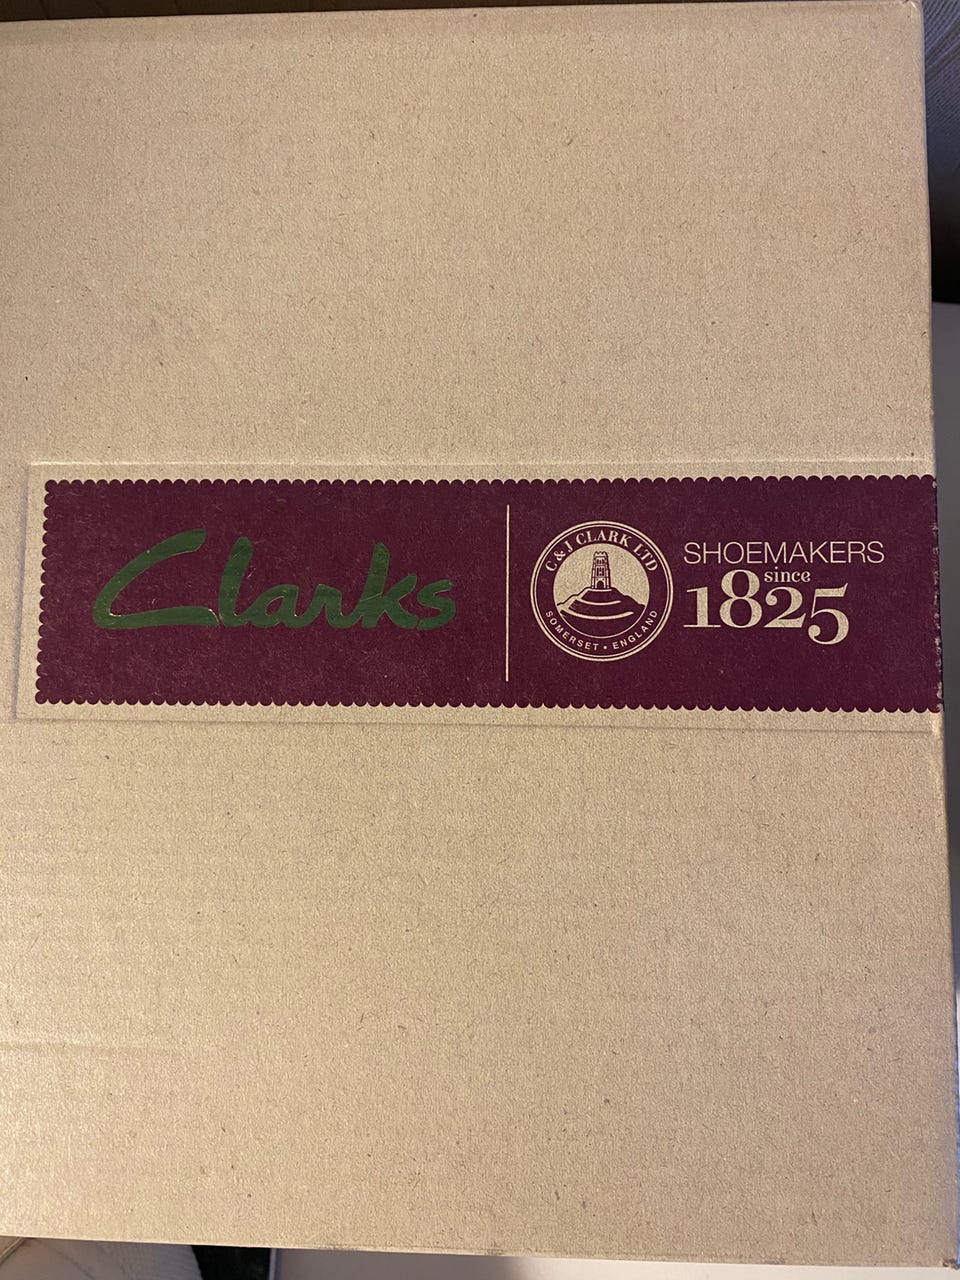 Clarks
C & J CLARK LTD
SOMERSET • ENGLAND
SHOEMAKERS
since
1825